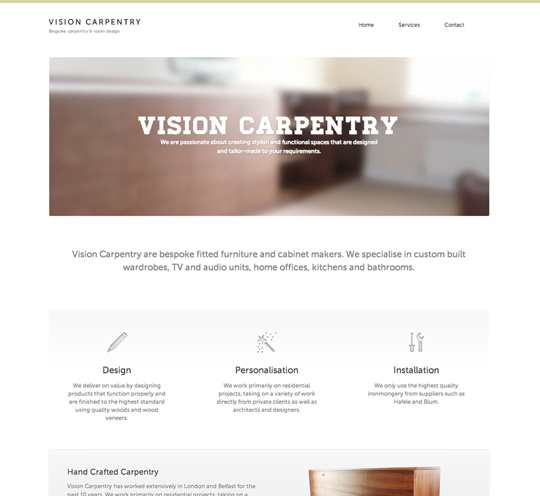 VISION CARPENTRY
Bespoke carpentry & room design
Home Services Contact
VISION CARPENTRY
We are passionate about creating stylish and functional spaces that are designed
and tailor-made to your requirements.
Vision Carpentry are bespoke fitted furniture and cabinet makers. We specialise in custom built
wardrobes, TV and audio units, home offices, kitchens and bathrooms.
Design
We deliver on value by designing
products that function properly and
are finished to the highest standard
using quality woods and wood
veneers.
Personalisation
We work primarily on residential
projects, taking on a variety of work
directly from private clients as well as
architects and designers.
Installation
We only use the highest quality
ironmongery from suppliers such as
Hafele and Blum.
Hand Crafted Carpentry
Vision Carpentry has worked extensively in London and Belfast for the
past 10 years. We work primarily on residential projects, taking on a